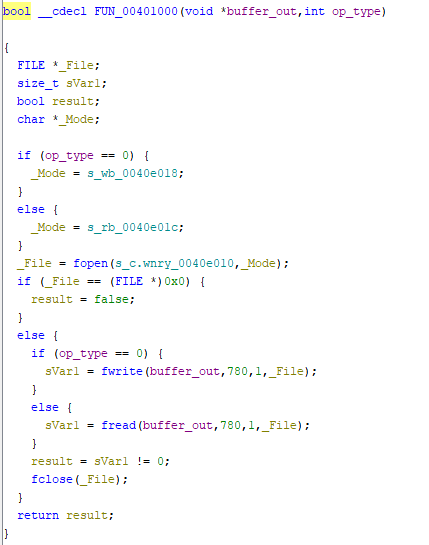 bool __cdecl FUN_00401000(void *buffer_out,int op_type)
{
FILE *_File;
size_t sVar1;
bool result;
char *_Mode;
if (op_type == 0) {
_Mode = s_wb_0040e018;
}
else {
_Mode = s_rb_0040e01c;
}
_File = fopen(s_c.wnry_0040e010,_Mode);
if (_File == (FILE *)0x0) {
result = false;
}
else {
if (op_type == 0) {
sVar1 = fwrite(buffer_out,780,1,_File);
}
else {
sVar1 = fread(buffer_out,780,1,_File);
}
result = sVar1 != 0;
fclose(_File);
}
return result;
}